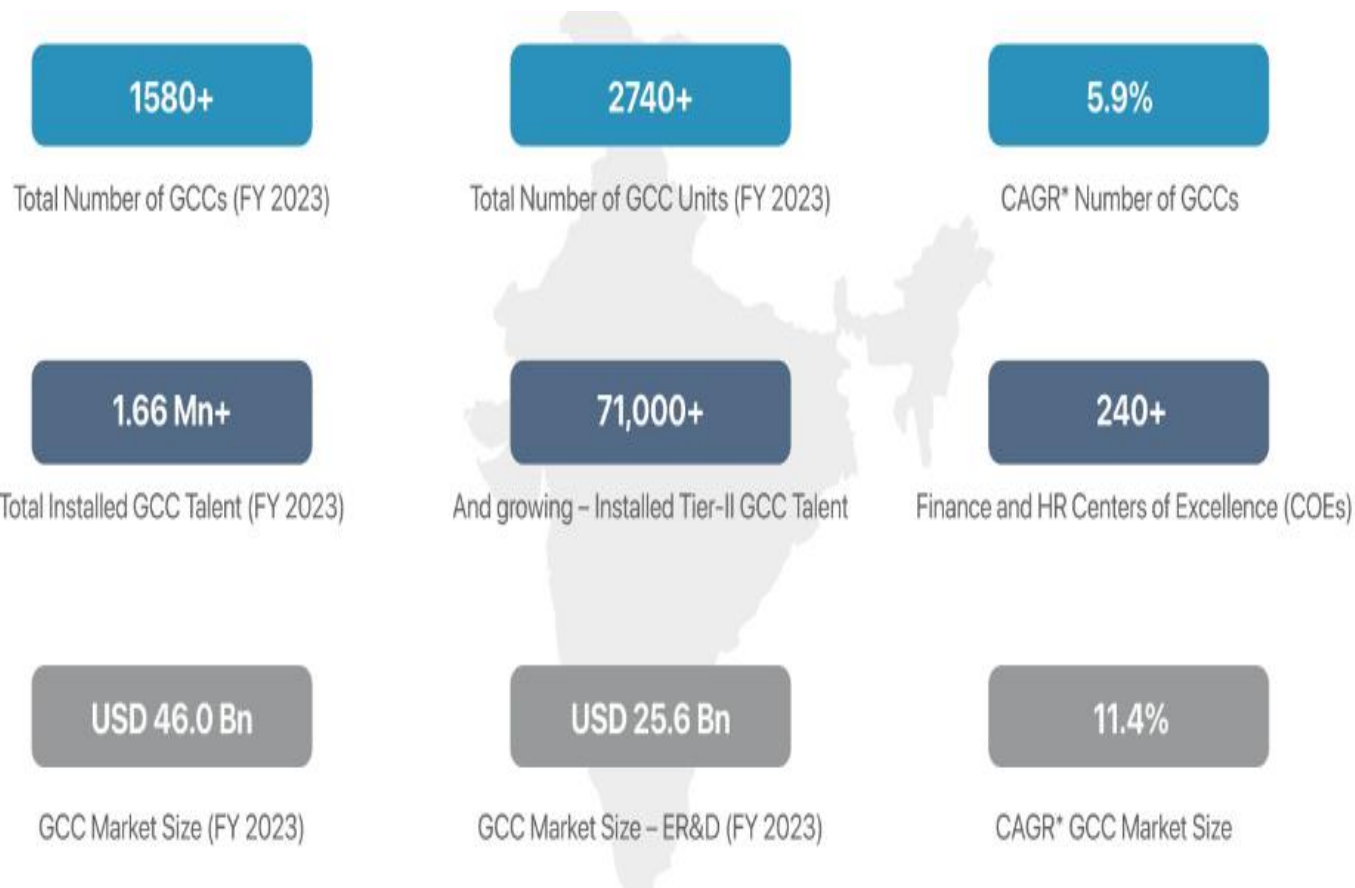 1580+
2740+
5.9%
Total Number of GCCs (FY 2023)
Total Number of GCC Units (FY 2023)
CAGR* Number of GCCs
1.66 Mn+
71,000+
240+
Total Installed GCC Talent (FY 2023)
And growing – Installed Tier-II GCC Talent
Finance and HR Centers of Excellence (COEs)
USD 46.0 Bn
USD 25.6 Bn
11.4%
GCC Market Size (FY 2023)
GCC Market Size – ER&D (FY 2023)
CAGR* GCC Market Size